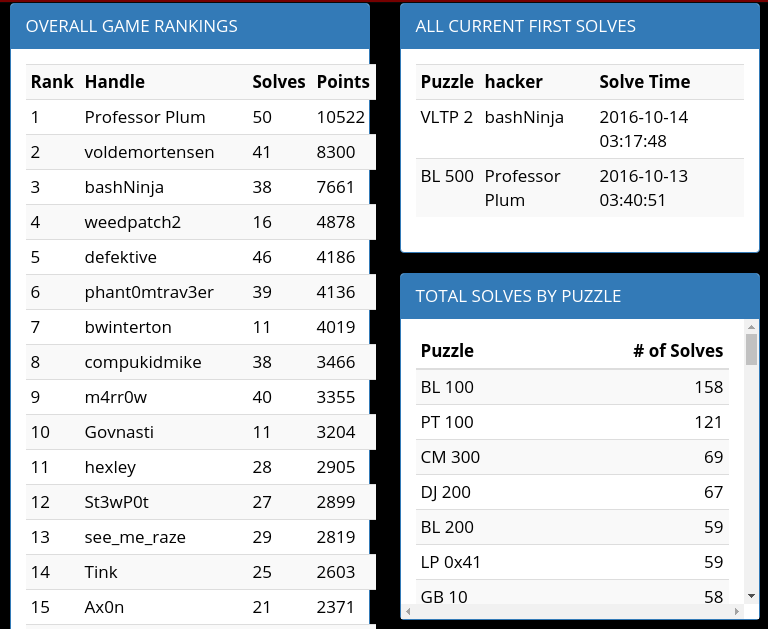 OVERALL GAME RANKINGS
Rank Handle Solves Points
1 Professor Plum 50 10522
2 voldemortensen 41 8300
3 bashNinja 38 7661
4 weedpatch2 16 4878
5 defektive 46 4186
6 phant0mtrav3er 39 4136
7 bwinterton 11 4019
8 compukidmike 38 3466
9 m4rr0w 40 3355
10 Govnasti 11 3204
11 hexley 28 2905
12 St3wP0t 27 2899
13 see_me_raze 29 2819
14 Tink 25 2603
15 Ax0n 21 2371
ALL CURRENT FIRST SOLVES
Puzzle hacker Solve Time
VLTP 2 bashNinja 2016-10-14
03:17:48
BL 500 Professor 2016-10-13
Plum 03:40:51
TOTAL SOLVES BY PUZZLE
Puzzle # of Solves
BL 100 158
PT 100 121
CM 300 69
DJ 200 67
BL 200 59
LP 0x41 59
GB 10 58